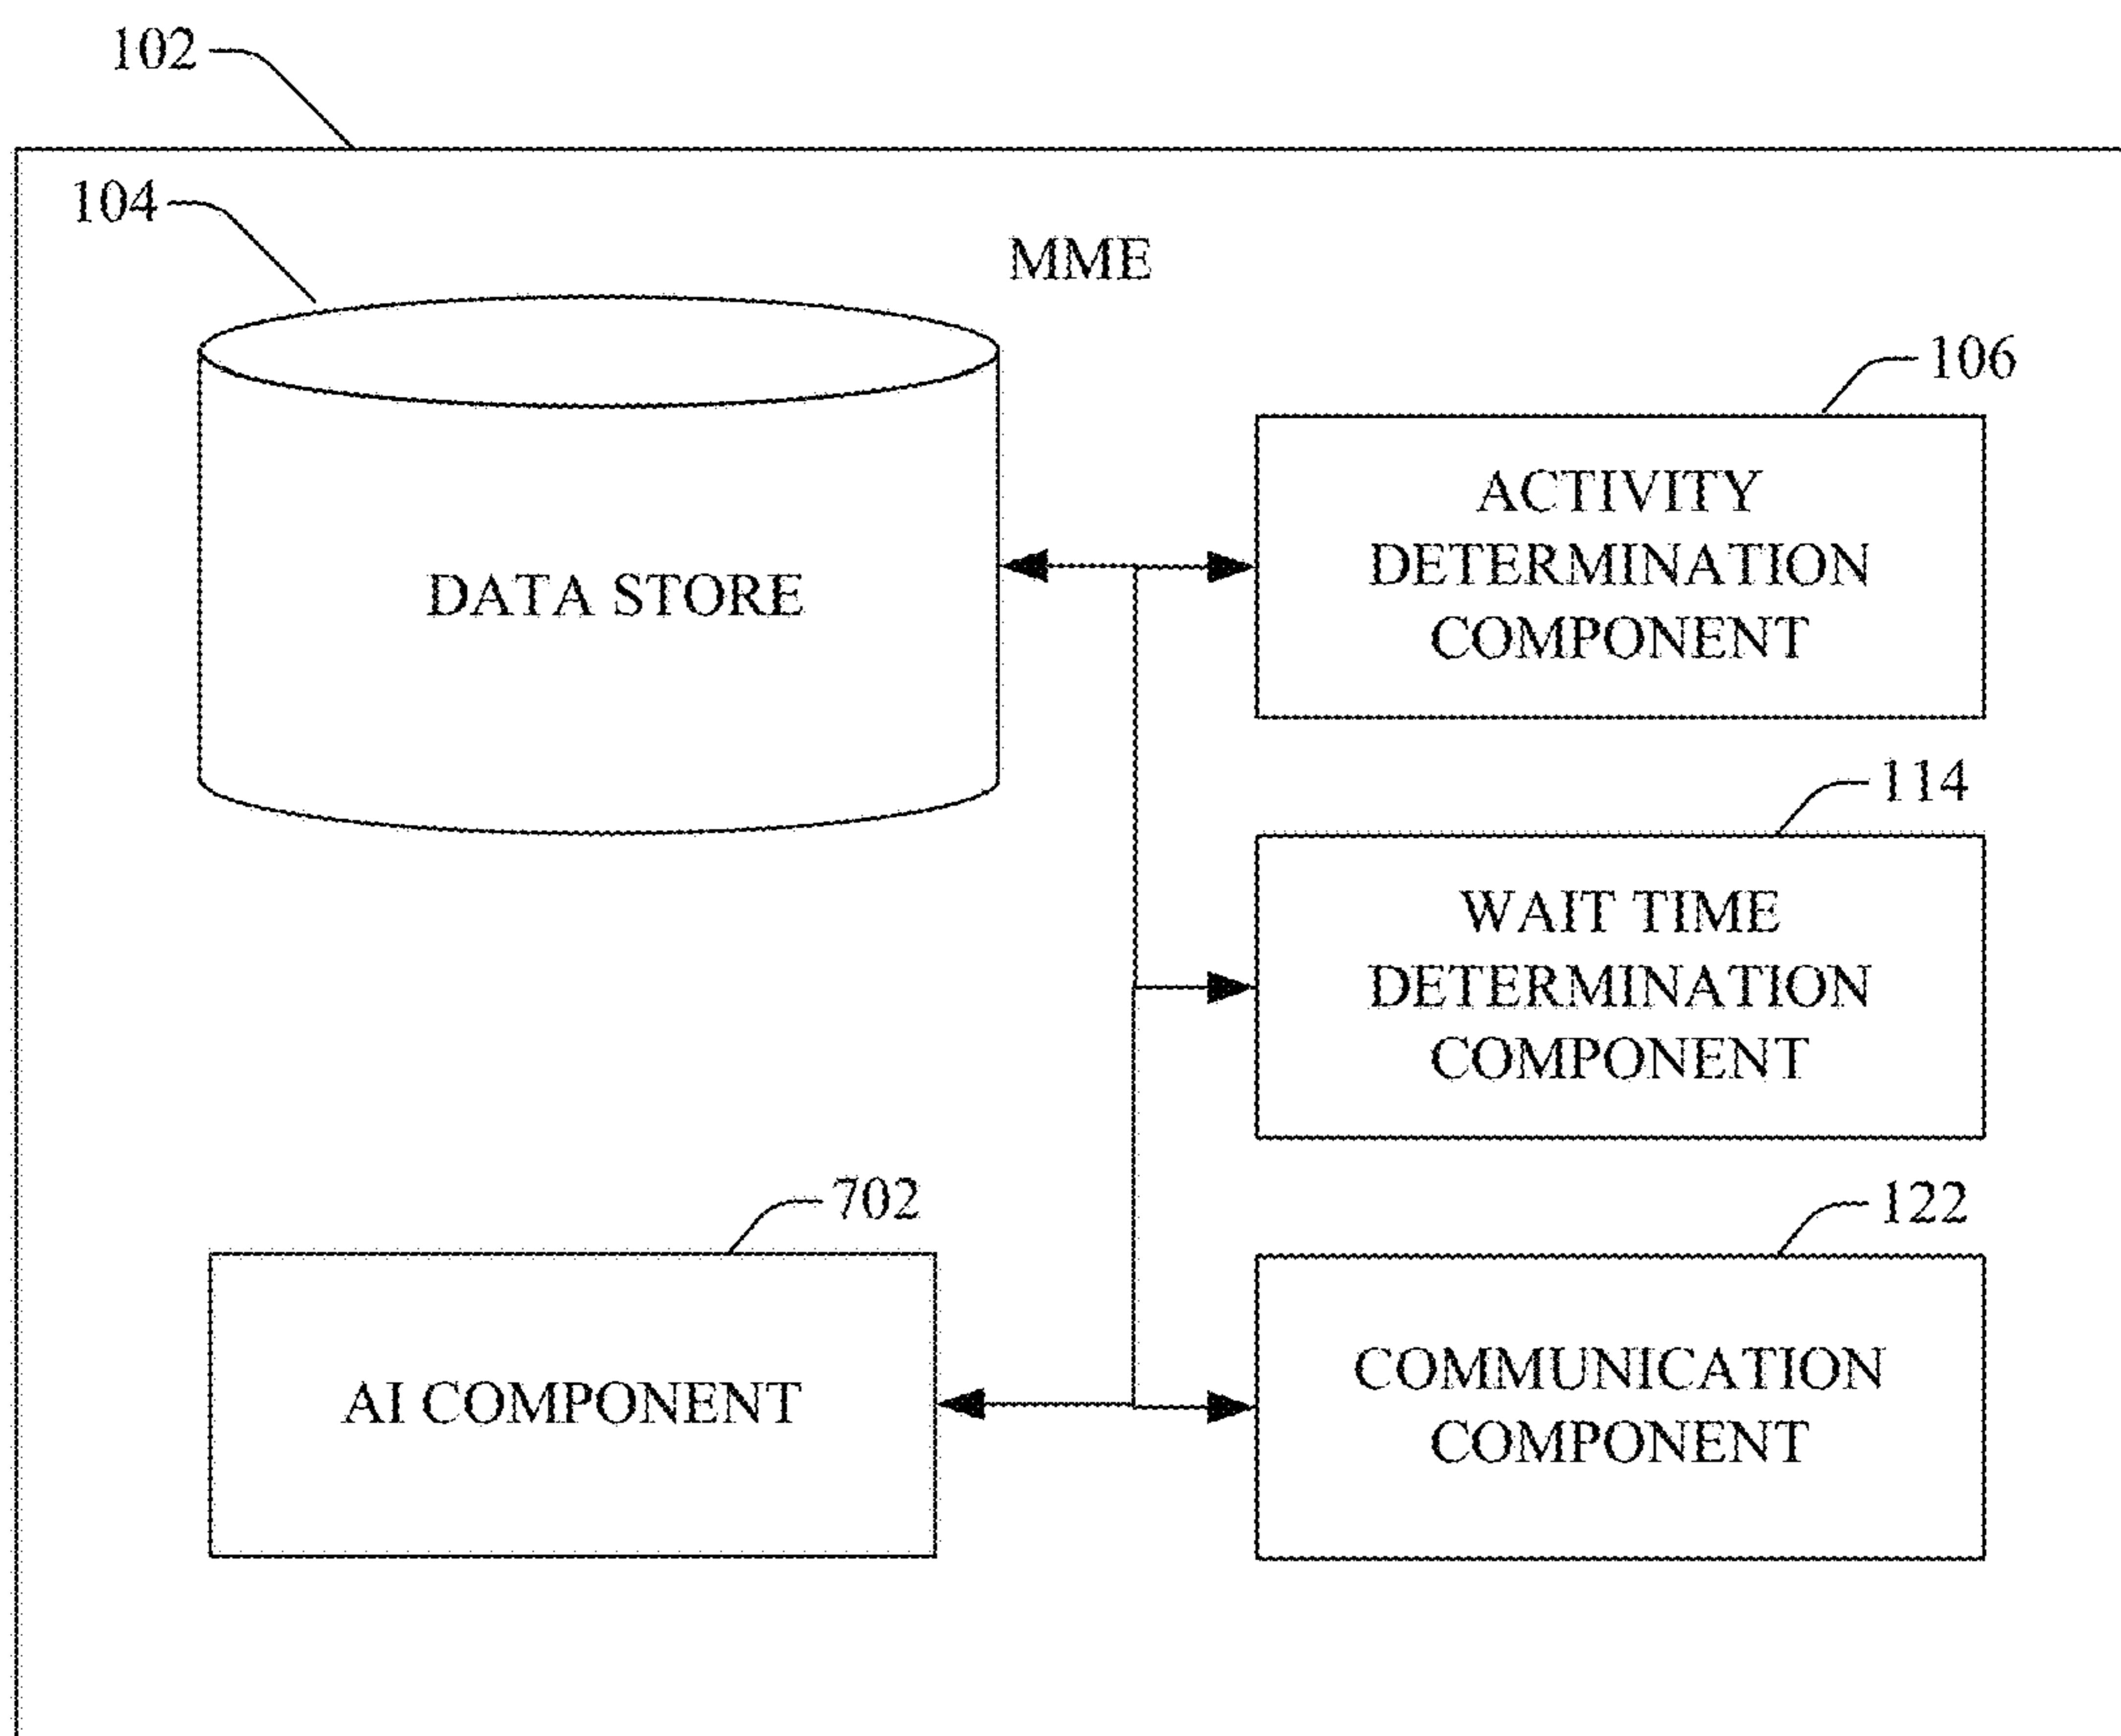 102
104
MME
106
DATA STORE
ACTIVITY
DETERMINATION
COMPONENT
114
WAIT TIME
DETERMINATION
COMPONENT
702
AI COMPONENT
122
COMMUNICATION
COMPONENT